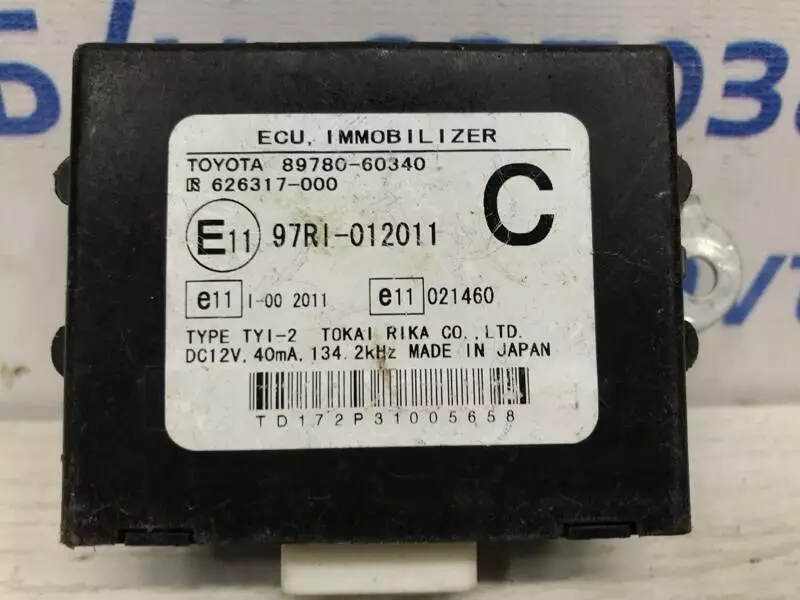 ECU, IMMOBILIZER
TOYOTA 89780-60340
626317-000
C
E11 97RI-012011
e11 I-00 2011 e11 021460
TYPE TYI-2 TOKAI RIKA CO., LTD.
DC12V, 40mA, 134.2kHz MADE IN JAPAN
TD172P31005658